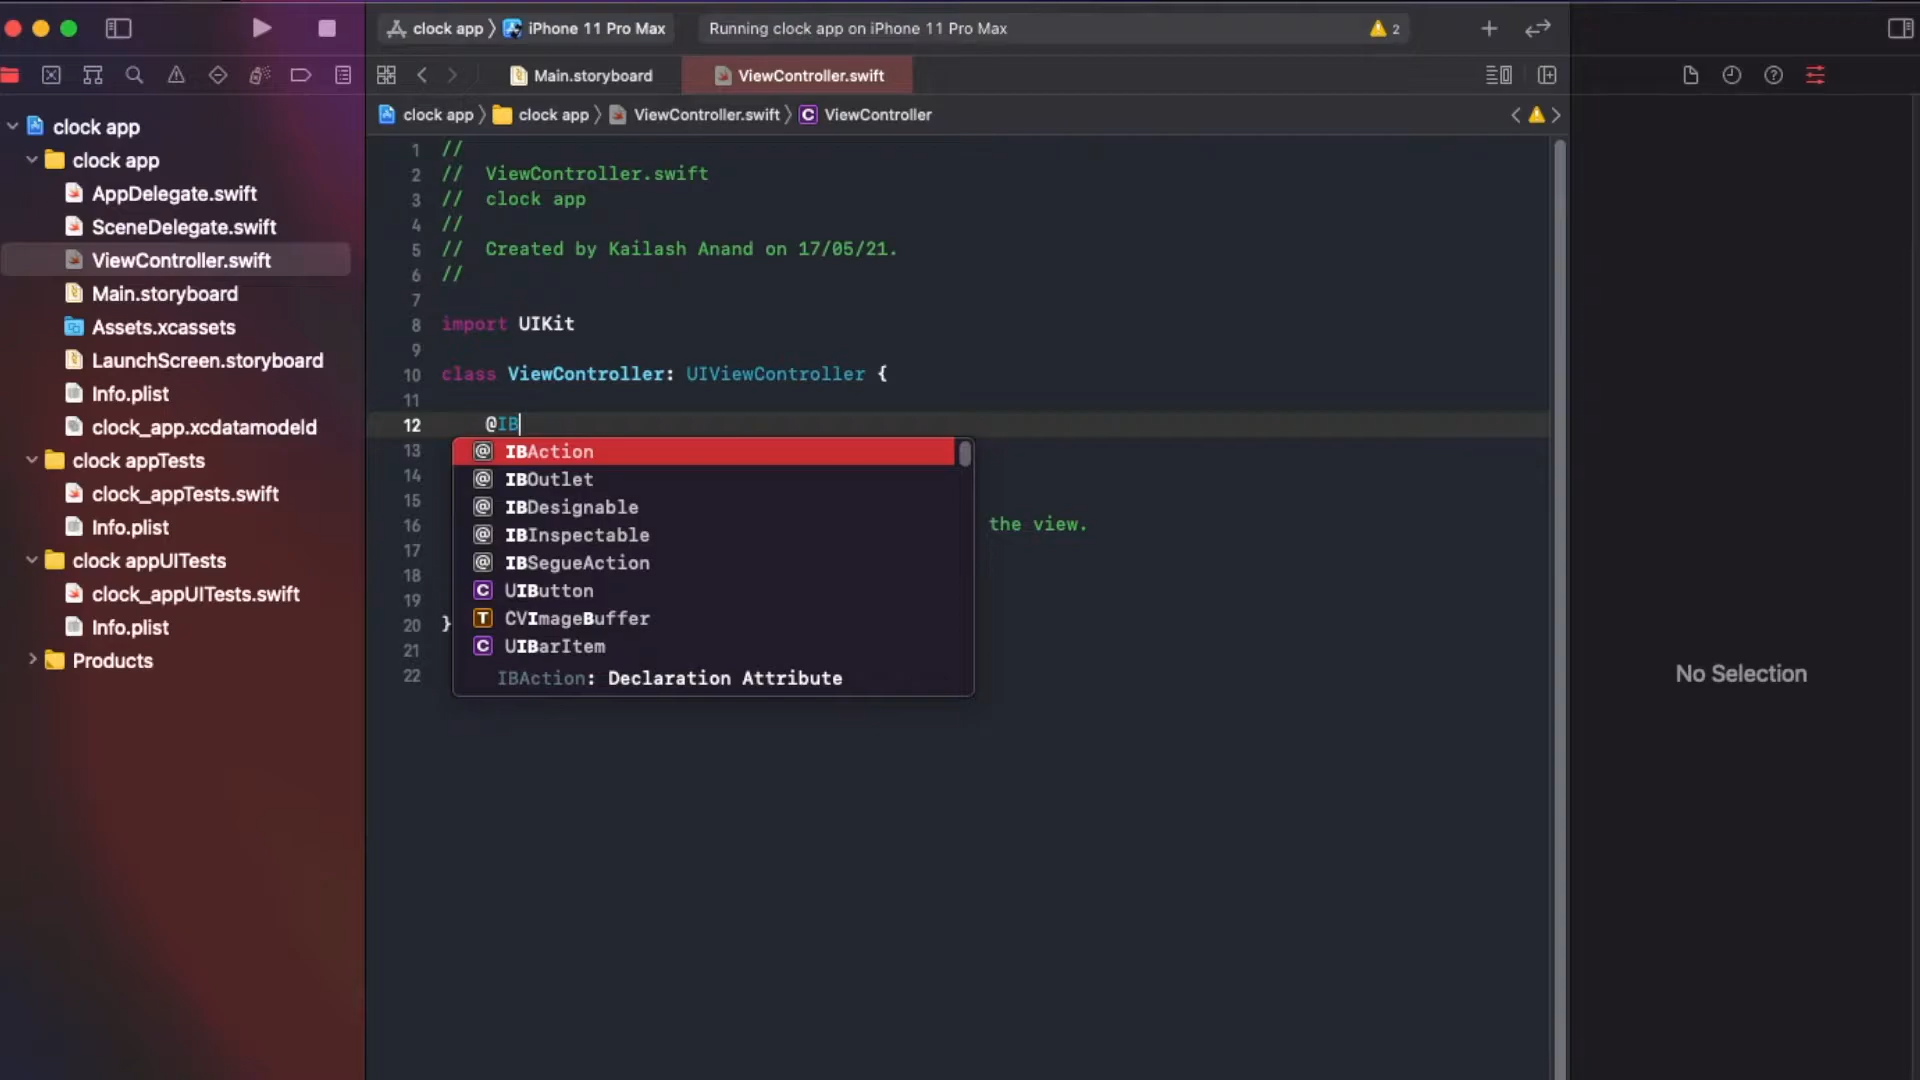 clock app 〉 iPhone 11 Pro Max
Running clock app on iPhone 11 Pro Max
2
Main.storyboard
ViewController.swift
clock app 〉 clock app 〉 ViewController.swift 〉 C ViewController
clock app
clock app
AppDelegate.swift
SceneDelegate.swift
ViewController.swift
Main.storyboard
Assets.xcassets
LaunchScreen.storyboard
Info.plist
clock_app.xcdatamodeld
clock appTests
clock_appTests.swift
Info.plist
clock appUITests
clock_appUITests.swift
Info.plist
Products
1 //
2 // ViewController.swift
3 // clock app
4 //
5 // Created by Kailash Anand on 17/05/21.
6 //
7
8 import UIKit
9
10 class ViewController: UIViewController {
11
12 @IB
13
14
15
16 the view.
17
18
19
20 }
21
22
@ IBAction
@ IBOutlet
@ IBDesignable
@ IBInspectable
@ IBSegueAction
C UIButton
T CVImageBuffer
C UIBarItem
IBAction: Declaration Attribute
No Selection